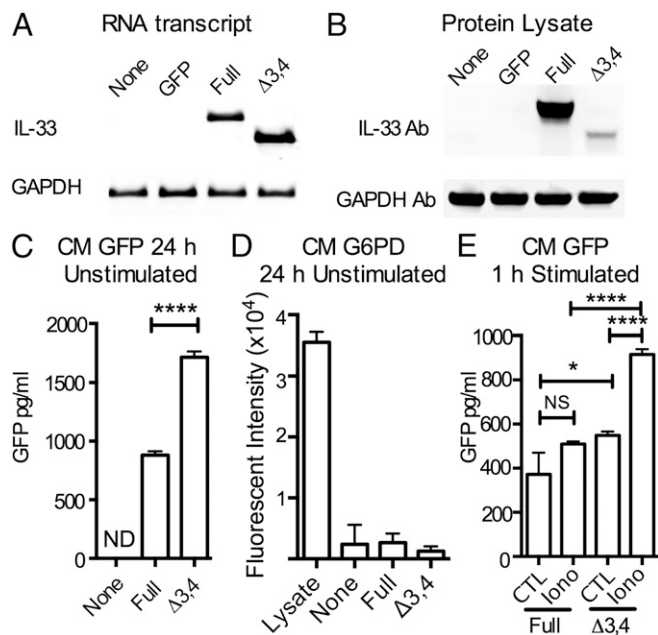 A
RNA transcript
None GFP Full Δ3,4
IL-33
GAPDH
B
Protein Lysate
None GFP Full Δ3,4
IL-33 Ab
GAPDH Ab
C
CM GFP 24 h
Unstimulated
****
GFP pg/ml
2000
1500
1000
500
0
ND
None Full Δ3,4
D
CM G6PD
24 h Unstimulated
Fluorescent Intensity (x10⁴)
4
3
2
1
Lysate None Full Δ3,4
E
CM GFP
1 h Stimulated
****
****
*
NS
GFP pg/ml
1000
800
600
400
200
0
CTL Iono CTL Iono
Full Δ3,4